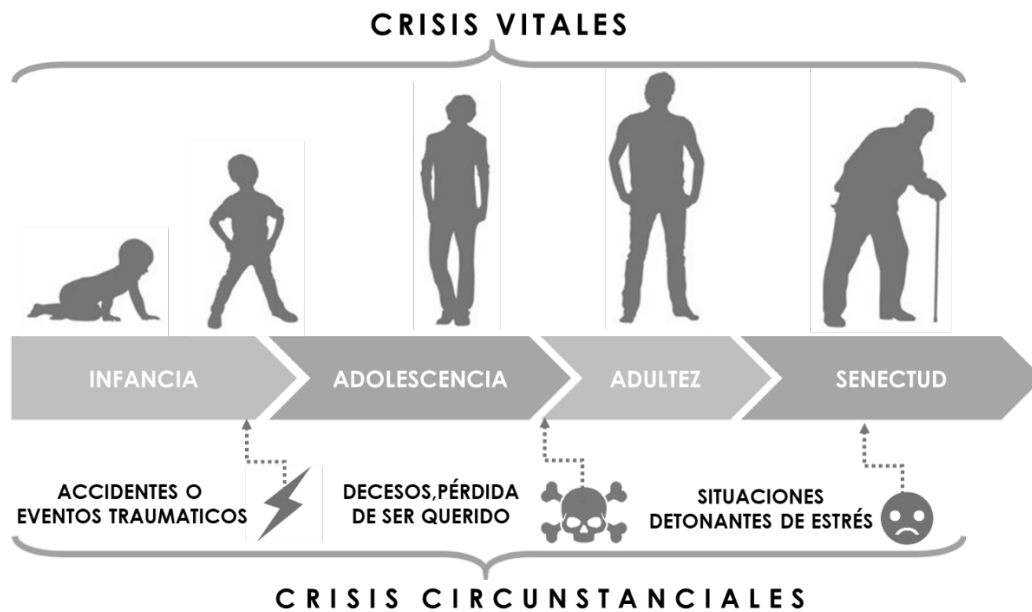 CRISIS VITALES
INFANCIA
ADOLESCENCIA
ADULTEZ
SENECTUD
ACCIDENTES O
EVENTOS TRAUMATICOS
DECESOS,PÉRDIDA
DE SER QUERIDO
SITUACIONES
DETONANTES DE ESTRÉS
CRISIS CIRCUNSTANCIALES